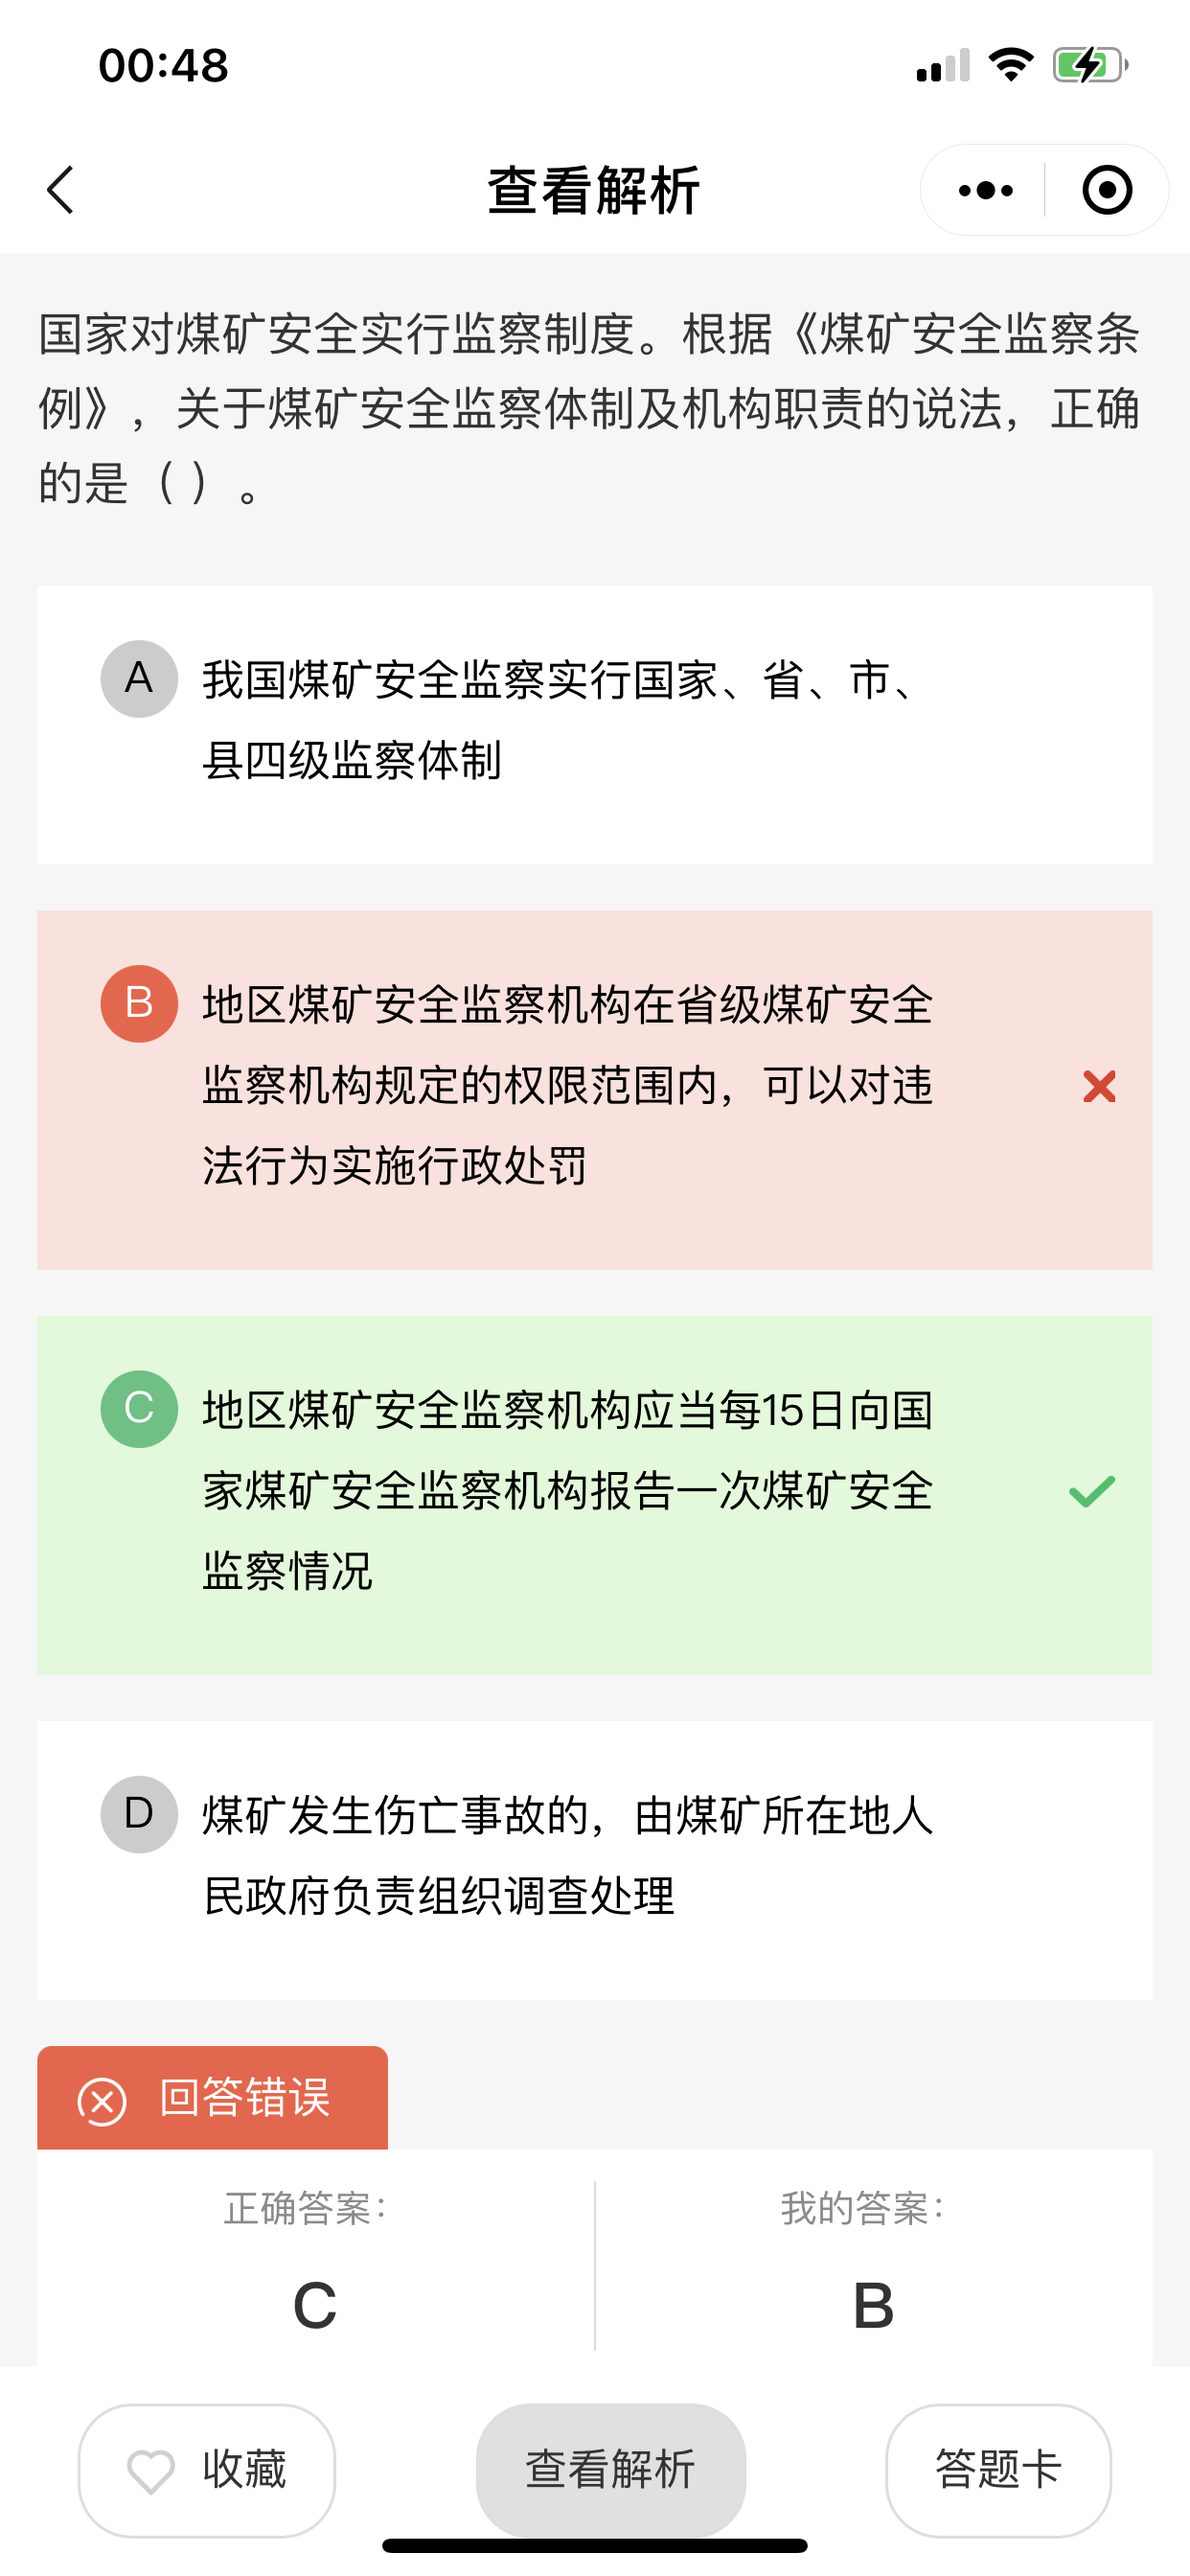 00:48
查看解析
国家对煤矿安全实行监察制度。根据《煤矿安全监察条
例》，关于煤矿安全监察体制及机构职责的说法，正确
的是（ ）。
A 我国煤矿安全监察实行国家、省、市、
县四级监察体制
B 地区煤矿安全监察机构在省级煤矿安全
监察机构规定的权限范围内，可以对违
法行为实施行政处罚
C 地区煤矿安全监察机构应当每15日向国
家煤矿安全监察机构报告一次煤矿安全
监察情况
D 煤矿发生伤亡事故的，由煤矿所在地人
民政府负责组织调查处理
回答错误
正确答案： 我的答案：
C B
收藏 查看解析 答题卡